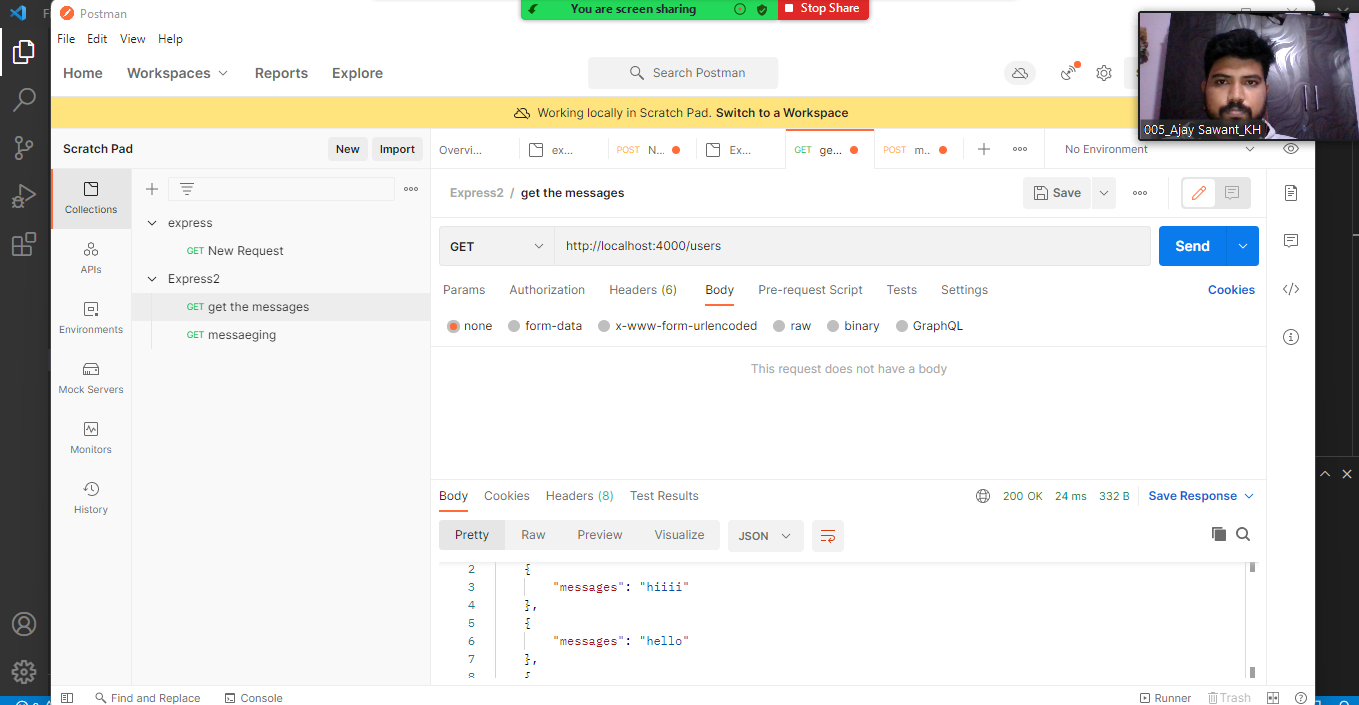 Postman
You are screen sharing
Stop Share
File Edit View Help
Home Workspaces Reports Explore
Search Postman
Working locally in Scratch Pad. Switch to a Workspace
005_Ajay Sawant_KH
Scratch Pad New Import
Overvi... ex... POST N... Ex... GET ge... POST m... No Environment
Collections
APIs
Environments
Mock Servers
Monitors
History
express
GET New Request
Express2
GET get the messages
GET messaeging
Express2 / get the messages Save
GET http://localhost:4000/users Send
Params Authorization Headers (6) Body Pre-request Script Tests Settings Cookies
none form-data x-www-form-urlencoded raw binary GraphQL
This request does not have a body
Body Cookies Headers (8) Test Results 200 OK 24 ms 332 B Save Response
Pretty Raw Preview Visualize JSON
2 {
3 "messages": "hiiii"
4 },
5 {
6 "messages": "hello"
7 },
8 {
Find and Replace Console Runner Trash